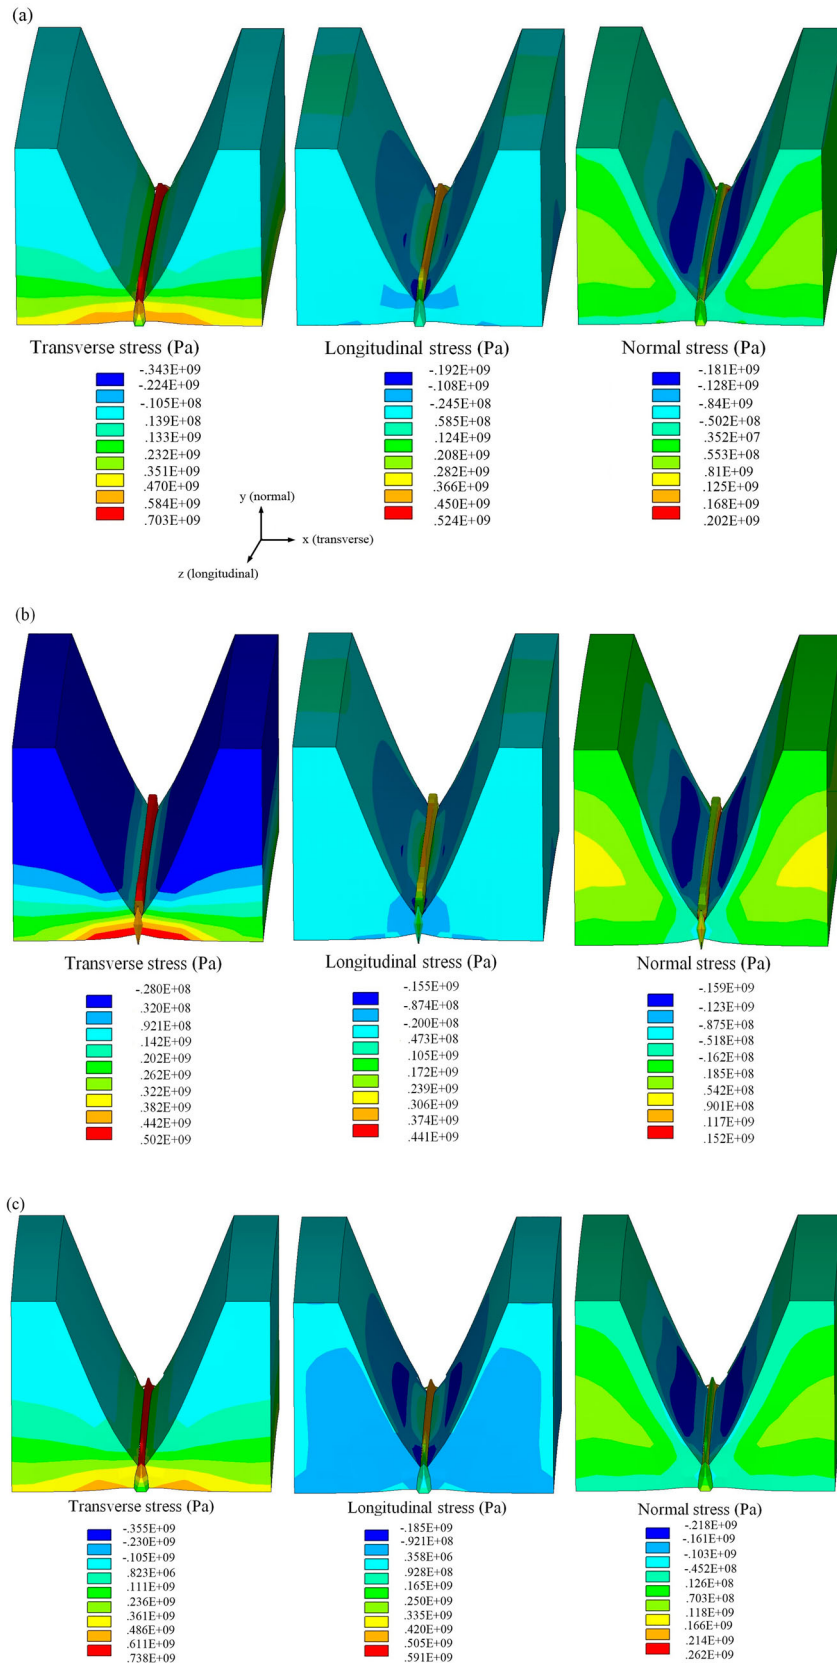 (a)
Transverse stress (Pa)
-.343E+09
-.224E+09
-.105E+08
.139E+08
.133E+09
.232E+09
.351E+09
.470E+09
.584E+09
.703E+09
Longitudinal stress (Pa)
-.192E+09
-.108E+09
-.245E+08
.585E+08
.124E+09
.208E+09
.282E+09
.366E+09
.450E+09
.524E+09
Normal stress (Pa)
-.181E+09
-.128E+09
-.84E+09
-.502E+08
.352E+07
.553E+08
.81E+09
.125E+09
.168E+09
.202E+09
y (normal)
x (transverse)
z (longitudinal)
(b)
Transverse stress (Pa)
-.280E+08
.320E+08
.921E+08
.142E+09
.202E+09
.262E+09
.322E+09
.382E+09
.442E+09
.502E+09
Longitudinal stress (Pa)
-.155E+09
-.874E+08
-.200E+08
.473E+08
.105E+09
.172E+09
.239E+09
.306E+09
.374E+09
.441E+09
Normal stress (Pa)
-.159E+09
-.123E+09
-.875E+08
-.518E+08
-.162E+08
.185E+08
.542E+08
.901E+08
.117E+09
.152E+09
(c)
Transverse stress (Pa)
-.355E+09
-.230E+09
-.105E+09
.823E+06
.111E+09
.236E+09
.361E+09
.486E+09
.611E+09
.738E+09
Longitudinal stress (Pa)
-.185E+09
-.921E+08
.358E+06
.928E+08
.165E+09
.250E+09
.335E+09
.420E+09
.505E+09
.591E+09
Normal stress (Pa)
-.218E+09
-.161E+09
-.103E+09
-.452E+08
.126E+08
.703E+08
.118E+09
.166E+09
.214E+09
.262E+09